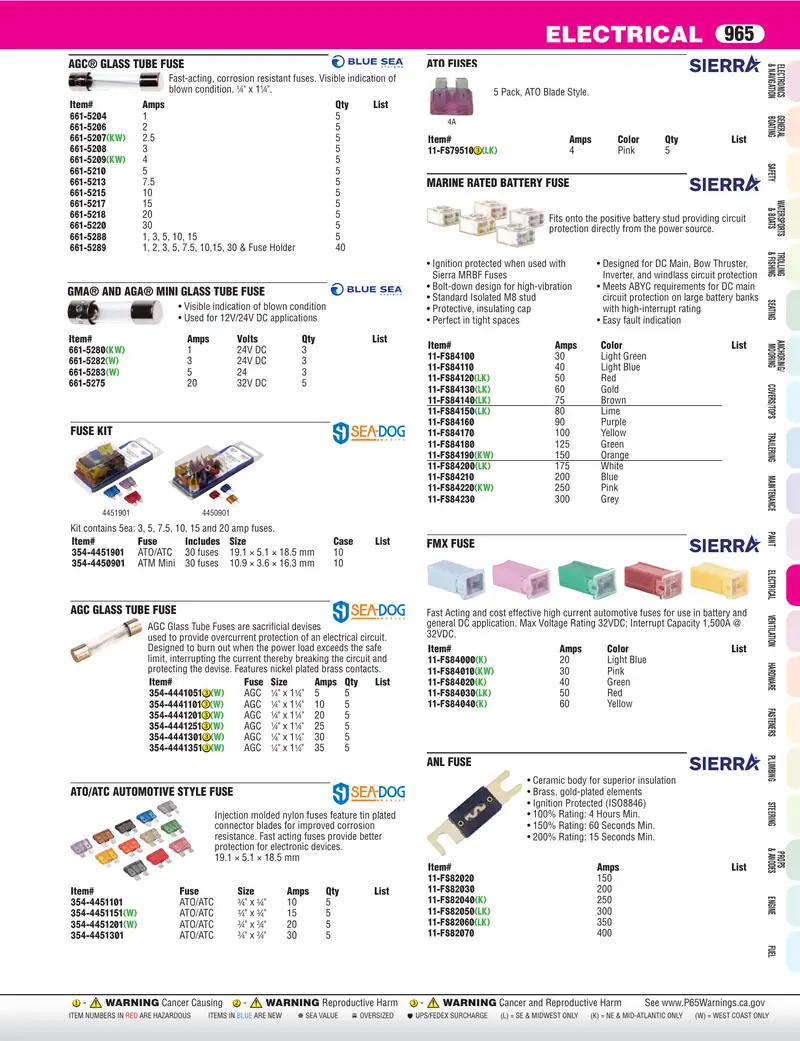 ELECTRICAL 965
AGC® GLASS TUBE FUSE
BLUE SEA
SYSTEMS
Fast-acting, corrosion resistant fuses. Visible indication of
blown condition. ¼" x 1¼".
Item# Amps Qty List
661-5204 1 5
661-5206 2 5
661-5207(KW) 2.5 5
661-5208 3 5
661-5209(KW) 4 5
661-5210 5 5
661-5213 7.5 5
661-5215 10 5
661-5217 15 5
661-5218 20 5
661-5220 30 5
661-5288 1, 3, 5, 10, 15 5
661-5289 1, 2, 3, 5, 7.5, 10,15, 30 & Fuse Holder 40
GMA® AND AGA® MINI GLASS TUBE FUSE
BLUE SEA
SYSTEMS
• Visible indication of blown condition
• Used for 12V/24V DC applications
Item# Amps Volts Qty List
661-5280(KW) 1 24V DC 3
661-5282(W) 3 24V DC 3
661-5283(W) 5 24 3
661-5275 20 32V DC 5
FUSE KIT
SEA-DOG
MARINE
4451901 4450901
Kit contains 5ea: 3, 5, 7.5, 10, 15 and 20 amp fuses.
Item# Fuse Includes Size Case List
354-4451901 ATO/ATC 30 fuses 19.1 × 5.1 × 18.5 mm 10
354-4450901 ATM Mini 30 fuses 10.9 × 3.6 × 16.3 mm 10
AGC GLASS TUBE FUSE
SEA-DOG
MARINE
AGC Glass Tube Fuses are sacrificial devises
used to provide overcurrent protection of an electrical circuit.
Designed to burn out when the power load exceeds the safe
limit, interrupting the current thereby breaking the circuit and
protecting the devise. Features nickel plated brass contacts.
Item# Fuse Size Amps Qty List
354-4441051 3 (W) AGC ¼" x 1¼" 5 5
354-4441101 3 (W) AGC ¼" x 1¼" 10 5
354-4441201 3 (W) AGC ¼" x 1¼" 20 5
354-4441251 3 (W) AGC ¼" x 1¼" 25 5
354-4441301 3 (W) AGC ¼" x 1¼" 30 5
354-4441351 3 (W) AGC ¼" x 1¼" 35 5
ATO/ATC AUTOMOTIVE STYLE FUSE
SEA-DOG
MARINE
Injection molded nylon fuses feature tin plated
connector blades for improved corrosion
resistance. Fast acting fuses provide better
protection for electronic devices.
19.1 × 5.1 × 18.5 mm
Item# Fuse Size Amps Qty List
354-4451101 ATO/ATC ¾" x ¾" 10 5
354-4451151(W) ATO/ATC ¾" x ¾" 15 5
354-4451201(W) ATO/ATC ¾" x ¾" 20 5
354-4451301 ATO/ATC ¾" x ¾" 30 5
ATO FUSES
SIERRA
5 Pack, ATO Blade Style.
4A
Item# Amps Color Qty List
11-FS79510 3 (LK) 4 Pink 5
MARINE RATED BATTERY FUSE
SIERRA
Fits onto the positive battery stud providing circuit
protection directly from the power source.
• Ignition protected when used with
Sierra MRBF Fuses
• Bolt-down design for high-vibration
• Standard Isolated M8 stud
• Protective, insulating cap
• Perfect in tight spaces
• Designed for DC Main, Bow Thruster,
Inverter, and windlass circuit protection
• Meets ABYC requirements for DC main
circuit protection on large battery banks
with high-interrupt rating
• Easy fault indication
Item# Amps Color List
11-FS84100 30 Light Green
11-FS84110 40 Light Blue
11-FS84120(LK) 50 Red
11-FS84130(LK) 60 Gold
11-FS84140(LK) 75 Brown
11-FS84150(LK) 80 Lime
11-FS84160 90 Purple
11-FS84170 100 Yellow
11-FS84180 125 Green
11-FS84190(KW) 150 Orange
11-FS84200(LK) 175 White
11-FS84210 200 Blue
11-FS84220(KW) 250 Pink
11-FS84230 300 Grey
FMX FUSE
SIERRA
Fast Acting and cost effective high current automotive fuses for use in battery and
general DC application. Max Voltage Rating 32VDC; Interrupt Capacity 1,500A @
32VDC.
Item# Amps Color List
11-FS84000(K) 20 Light Blue
11-FS84010(KW) 30 Pink
11-FS84020(K) 40 Green
11-FS84030(LK) 50 Red
11-FS84040(K) 60 Yellow
ANL FUSE
SIERRA
• Ceramic body for superior insulation
• Brass, gold-plated elements
• Ignition Protected (ISO8846)
• 100% Rating: 4 Hours Min.
• 150% Rating: 60 Seconds Min.
• 200% Rating: 15 Seconds Min.
Item# Amps List
11-FS82020 150
11-FS82030 200
11-FS82040(K) 250
11-FS82050(LK) 300
11-FS82060(LK) 350
11-FS82070 400
ELECTRONICS
& NAVIGATION
GENERAL
BOATING
SAFETY
WATERSPORTS
& BOATS
TROLLING
& FISHING
SEATING
ANCHORING/
MOORING
COVERS/TOPS
TRAILERING
MAINTENANCE
PAINT
ELECTRICAL
VENTILATION
HARDWARE
FASTENERS
PLUMBING
STEERING
PROPS
& ANODES
ENGINE
FUEL
1 - WARNING Cancer Causing 2 - WARNING Reproductive Harm 3 - WARNING Cancer and Reproductive Harm See www.P65Warnings.ca.gov
ITEM NUMBERS IN RED ARE HAZARDOUS ITEMS IN BLUE ARE NEW SEA VALUE OVERSIZED UPS/FEDEX SURCHARGE (L) = SE & MIDWEST ONLY (K) = NE & MID-ATLANTIC ONLY (W) = WEST COAST ONLY